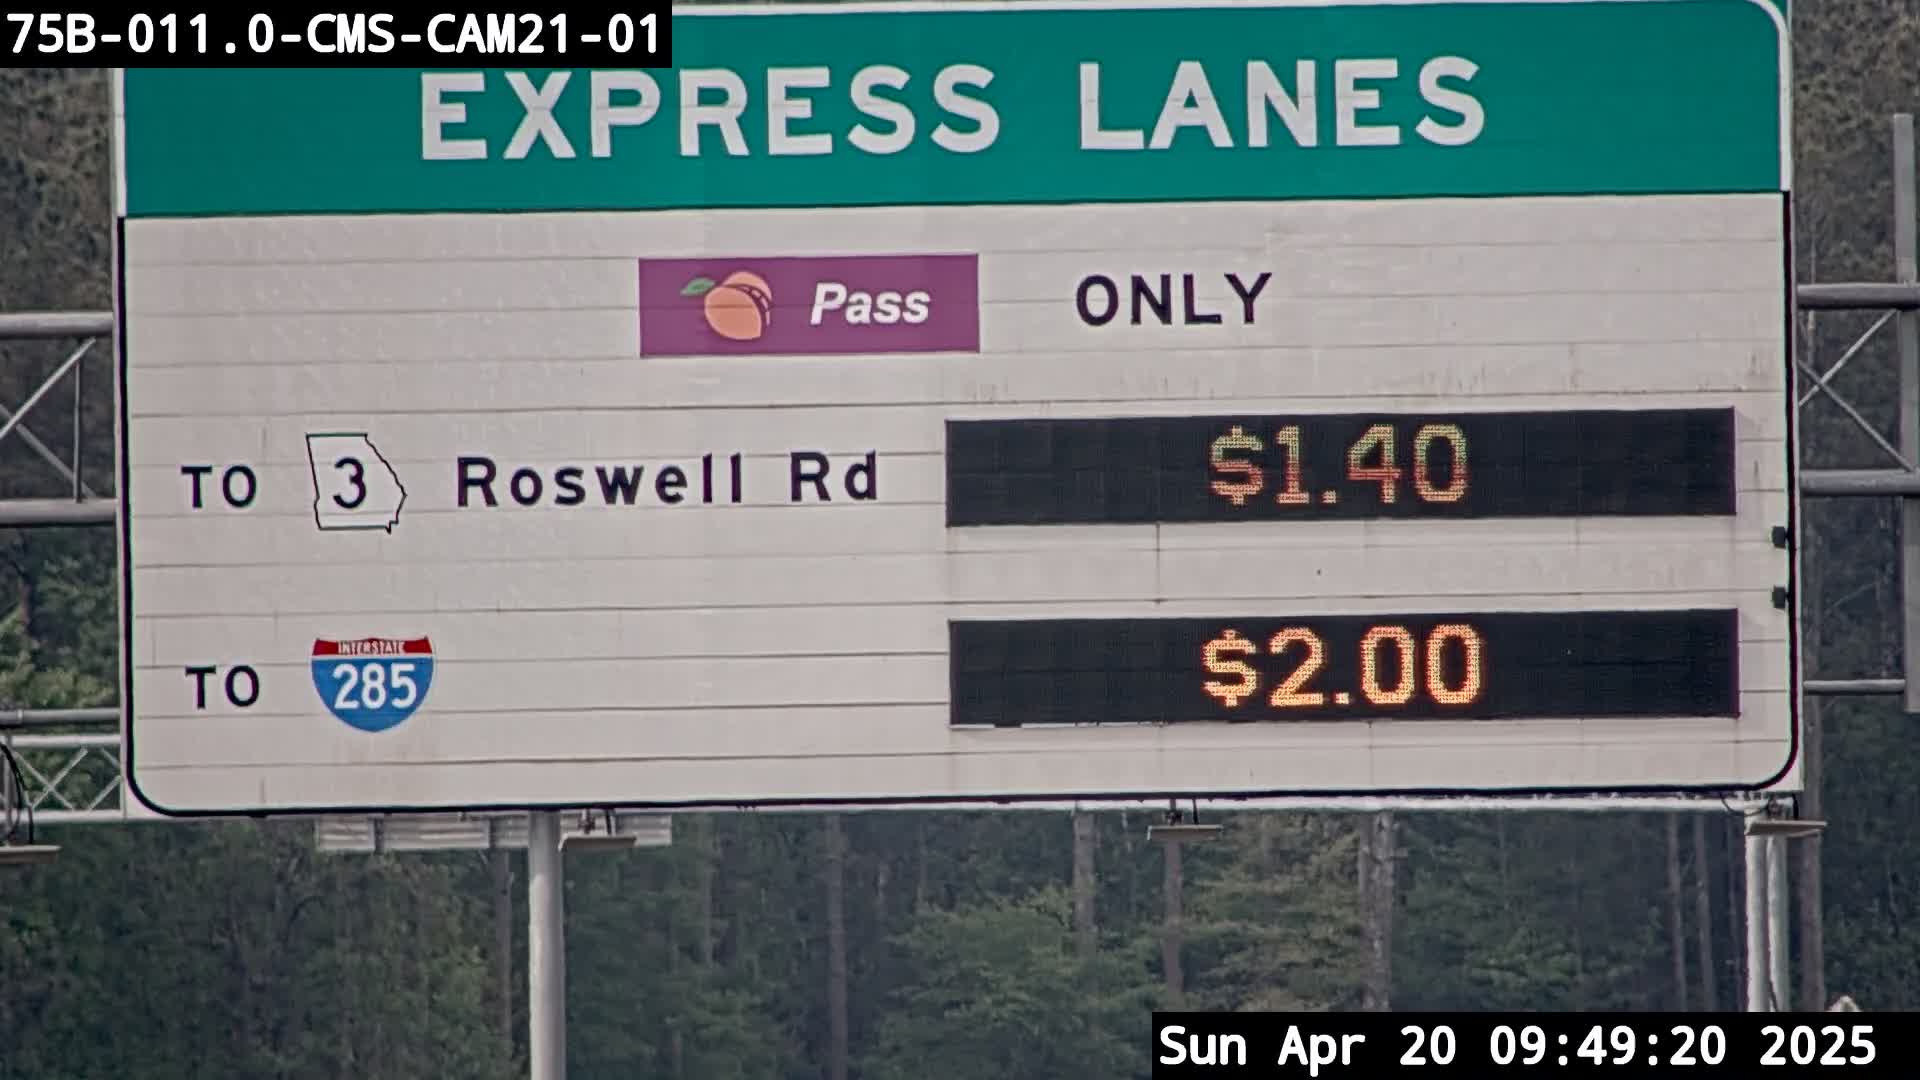 75B-011.0-CMS-CAM21-01
EXPRESS LANES
Pass ONLY
TO 3 Roswell Rd $1.40
TO INTERSTATE 285 $2.00
Sun Apr 20 09:49:20 2025